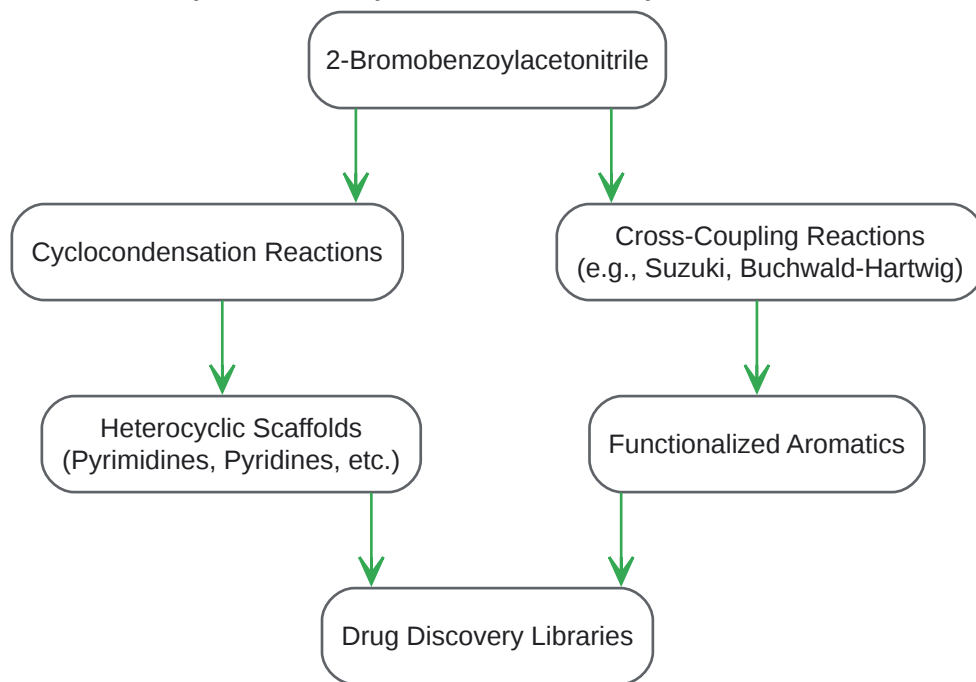 2-Bromobenzoylacetonitrile
Cyclocondensation Reactions
Cross-Coupling Reactions
(e.g., Suzuki, Buchwald-Hartwig)
Heterocyclic Scaffolds
(Pyrimidines, Pyridines, etc.)
Functionalized Aromatics
Drug Discovery Libraries